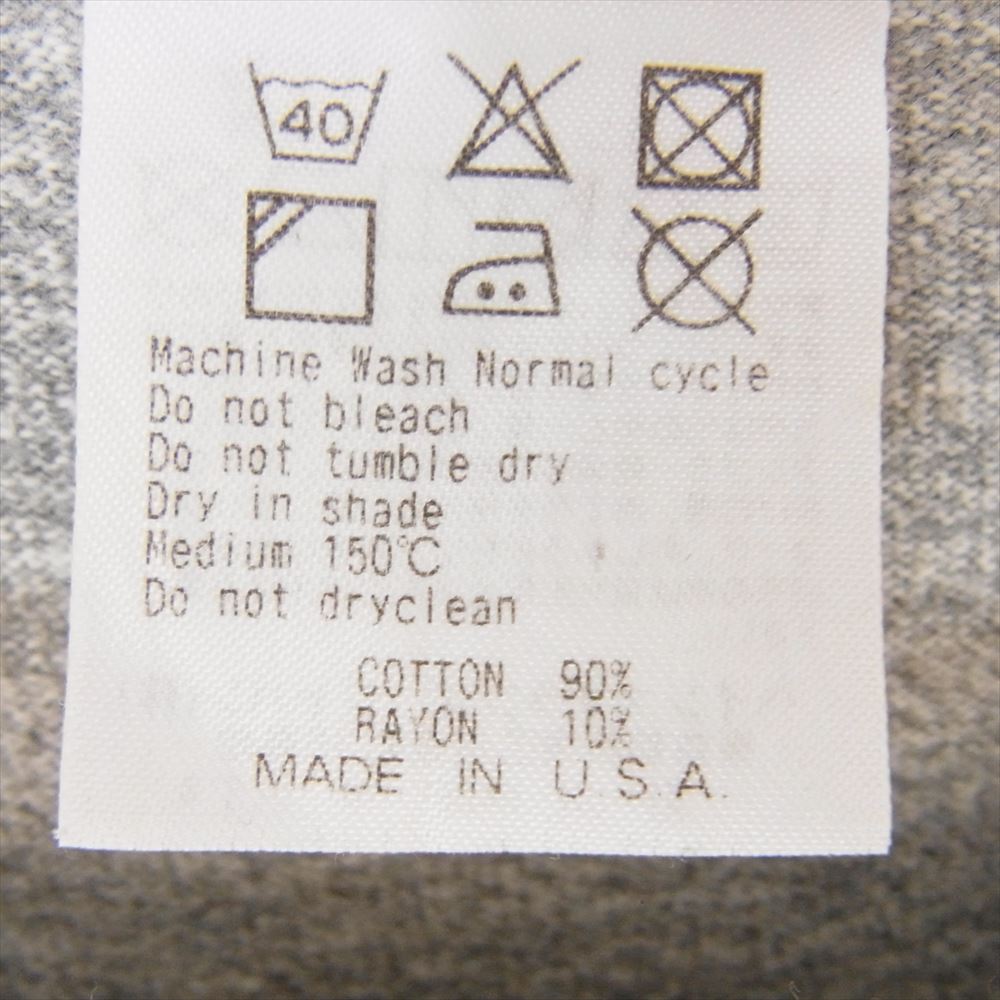 40
Machine Wash Normal cycle
Do not bleach
Do not tumble dry
Dry in shade
Medium 150℃
Do not dryclean
COTTON 90%
RAYON 10%
MADE IN U.S.A.